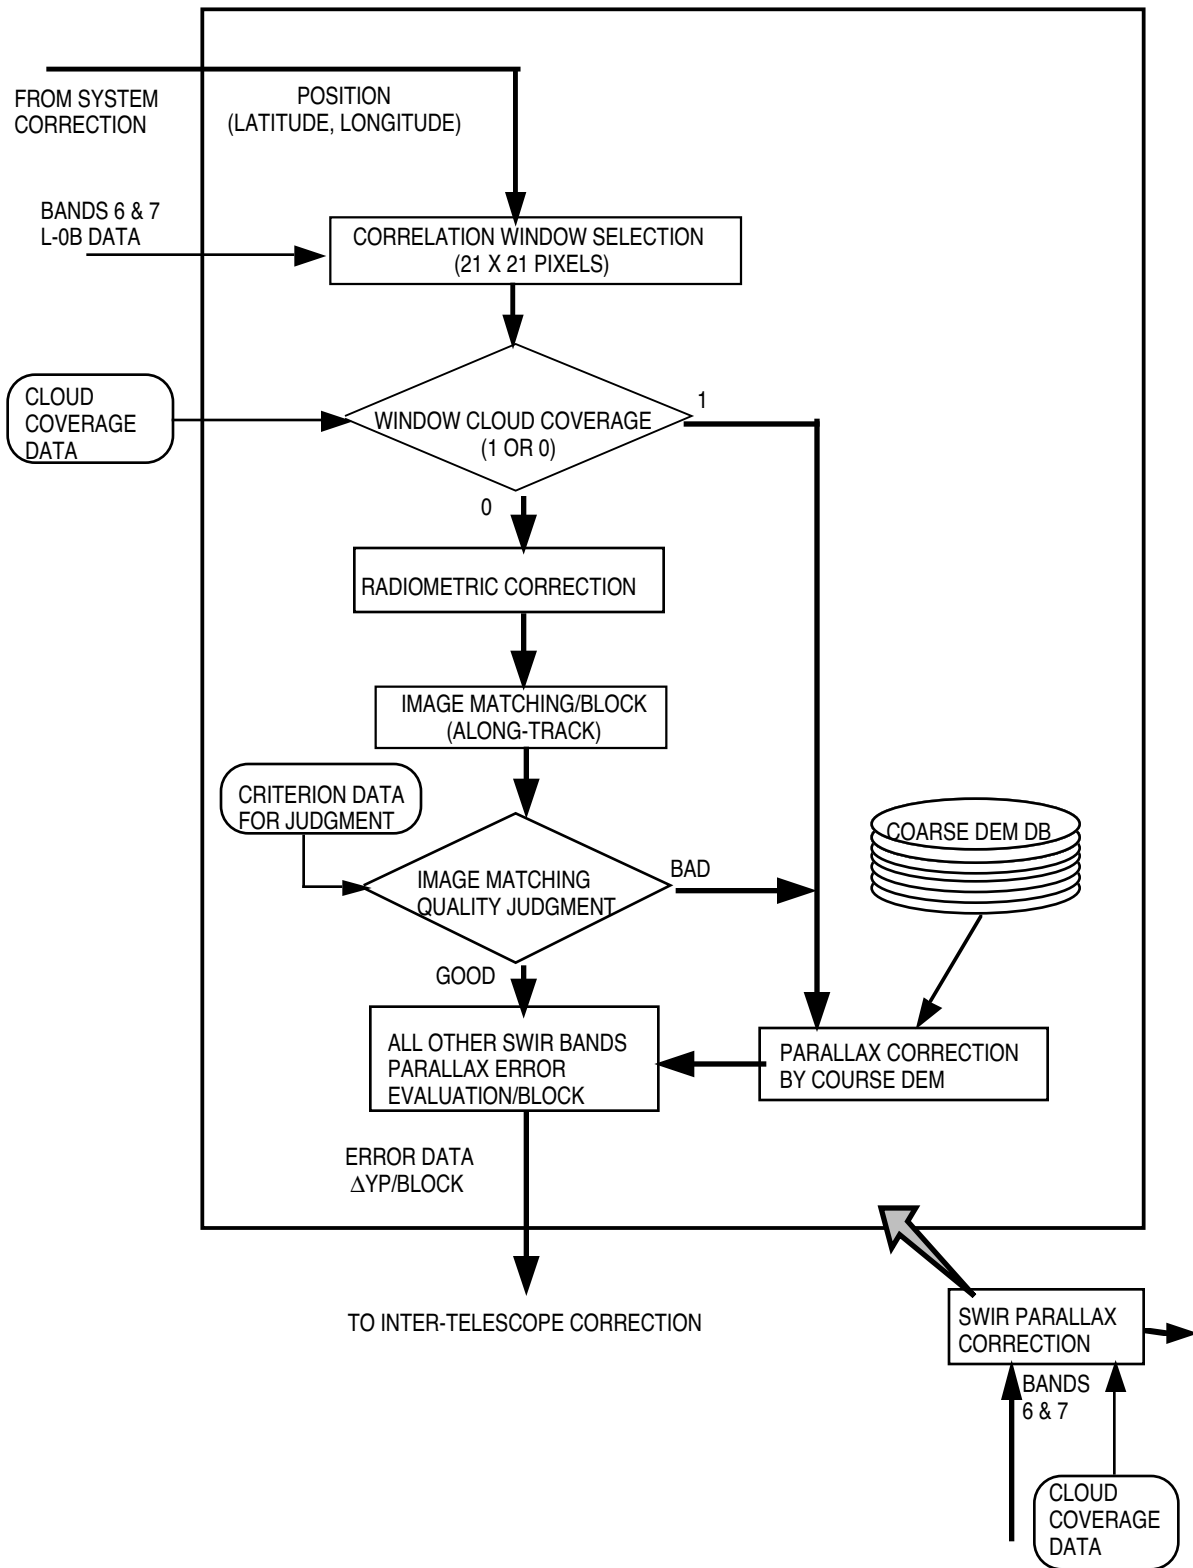 FROM SYSTEM
CORRECTION
POSITION
(LATITUDE, LONGITUDE)
BANDS 6 & 7
L-0B DATA
CORRELATION WINDOW SELECTION
(21 X 21 PIXELS)
CLOUD
COVERAGE
DATA
WINDOW CLOUD COVERAGE
(1 OR 0)
1
0
RADIOMETRIC CORRECTION
IMAGE MATCHING/BLOCK
(ALONG-TRACK)
CRITERION DATA
FOR JUDGMENT
IMAGE MATCHING
QUALITY JUDGMENT
BAD
COARSE DEM DB
GOOD
ALL OTHER SWIR BANDS
PARALLAX ERROR
EVALUATION/BLOCK
PARALLAX CORRECTION
BY COURSE DEM
ERROR DATA
ΔYP/BLOCK
TO INTER-TELESCOPE CORRECTION
SWIR PARALLAX
CORRECTION
BANDS
6 & 7
CLOUD
COVERAGE
DATA